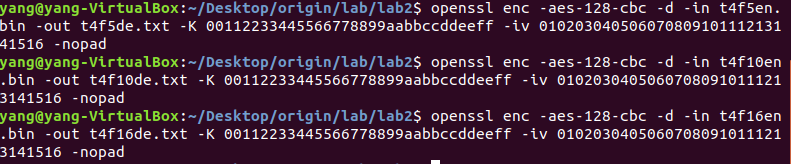 yang@yang-VirtualBox:~/Desktop/origin/lab/lab2$ openssl enc -aes-128-cbc -d -in t4f5en.
bin -out t4f5de.txt -K 00112233445566778899aabbccddeeff -iv 010203040506070809101112131
41516 -nopad
yang@yang-VirtualBox:~/Desktop/origin/lab/lab2$ openssl enc -aes-128-cbc -d -in t4f10en
.bin -out t4f10de.txt -K 00112233445566778899aabbccddeeff -iv 0102030405060708091011121
3141516 -nopad
yang@yang-VirtualBox:~/Desktop/origin/lab/lab2$ openssl enc -aes-128-cbc -d -in t4f16en
.bin -out t4f16de.txt -K 00112233445566778899aabbccddeeff -iv 0102030405060708091011121
3141516 -nopad